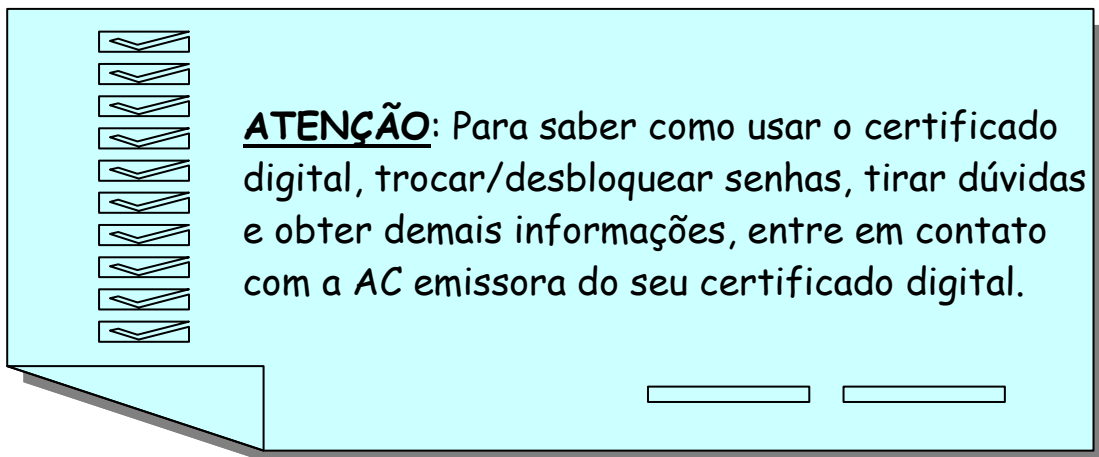 ATENÇÃO: Para saber como usar o certificado
digital, trocar/desbloquear senhas, tirar dúvidas
e obter demais informações, entre em contato
com a AC emissora do seu certificado digital.